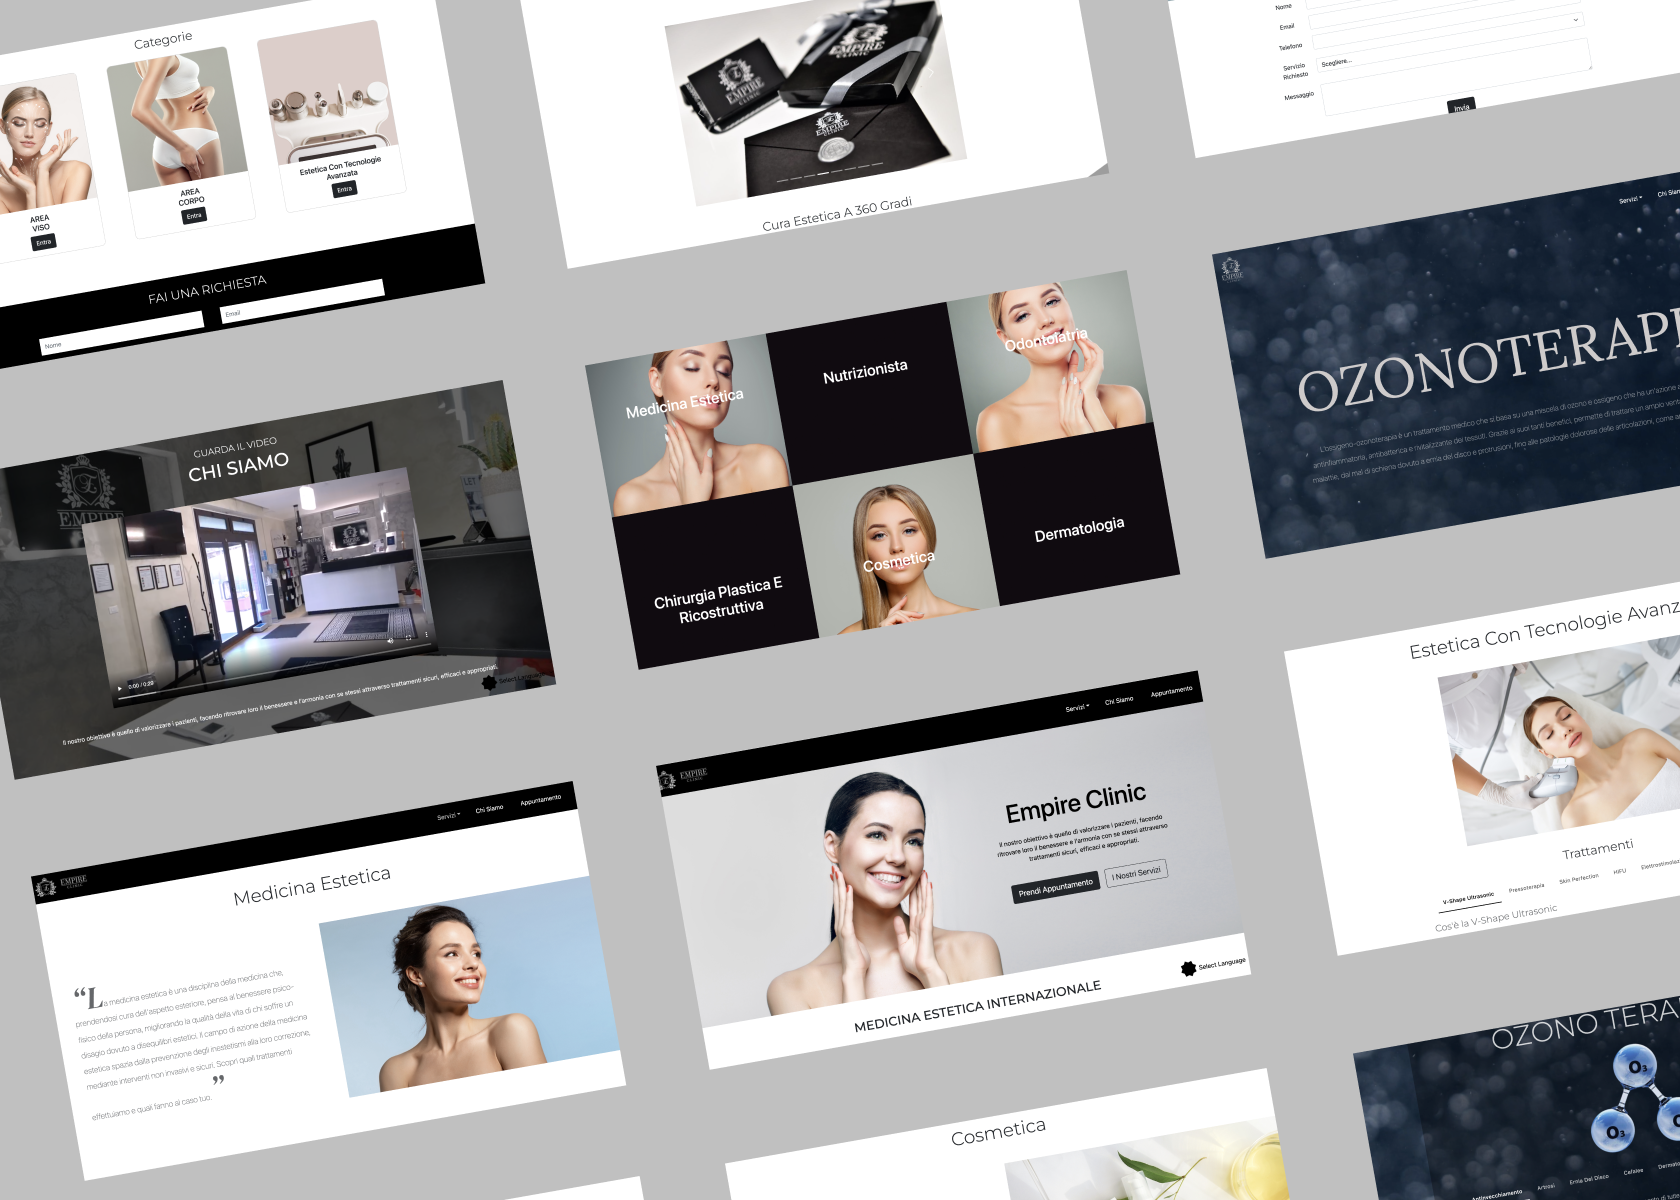 Categorie
AREA
VISO
Entra
AREA
CORPO
Entra
Estetica Con Tecnologie
Avanzata
Entra
FAI UNA RICHIESTA
Nome
Email
EMPIRE
CLINIC
EMPIRE
CLINIC
EMPIRE
CLINIC
Cura Estetica A 360 Gradi
Nome
Email
Telefono
Servizio
Richiesto
Scegliere...
Messaggio
Invia
GUARDA IL VIDEO
CHI SIAMO
EMPIRE
EMPIRE
0:00 / 0:20
Il nostro obiettivo è quello di valorizzare i pazienti, facendo ritrovare loro il benessere e l'armonia con se stessi attraverso trattamenti sicuri, efficaci e appropriati.
Select Language
Medicina Estetica
Nutrizionista
Odontoiatria
Chirurgia Plastica E
Ricostruttiva
Cosmetica
Dermatologia
Servizi
Chi Siam
EMPIRE
OZONOTERAPI
L'ossigeno-ozonoterapia è un trattamento medico che si basa su una miscela di ozono e ossigeno che ha un'azione
antinfiammatoria, antibatterica e rivitalizzante dei tessuti. Grazie ai suoi tanti benefici, permette di trattare un ampio vent
malattie, dal mal di schiena dovuto a ernia del disco e protrusioni, fino alle patologie dolorose delle articolazioni, come
EMPIRE
CLINIC
Servizi
Chi Siamo
Appuntamento
Medicina Estetica
“La medicina estetica è una disciplina della medicina che,
prendendosi cura dell'aspetto esteriore, pensa al benessere psico-
fisico della persona, migliorando la qualità della vita di chi soffre un
disagio dovuto a disequilibri estetici. Il campo di azione della medicina
estetica spazia dalla prevenzione degli inestetismi alla loro correzione,
mediante interventi non invasivi e sicuri. Scopri quali trattamenti
effettuiamo e quali fanno al caso tuo. ”
EMPIRE
CLINIC
Servizi
Chi Siamo
Appuntamento
Empire Clinic
Il nostro obiettivo è quello di valorizzare i pazienti, facendo
ritrovare loro il benessere e l'armonia con se stessi attraverso
trattamenti sicuri, efficaci e appropriati.
Prendi Appuntamento
I Nostri Servizi
MEDICINA ESTETICA INTERNAZIONALE
Select Language
Estetica Con Tecnologie Avanz
Trattamenti
V-Shape Ultrasonic
Pressoterapia
Skin Perfection
HIFU
Elettrostimolaz
Cos'è la V-Shape Ultrasonic
Cosmetica
OZONO TERA
O3
O3
O
Antinvecchiamento
Artrosi
Ernia Del Disco
Cefalee
Dermato